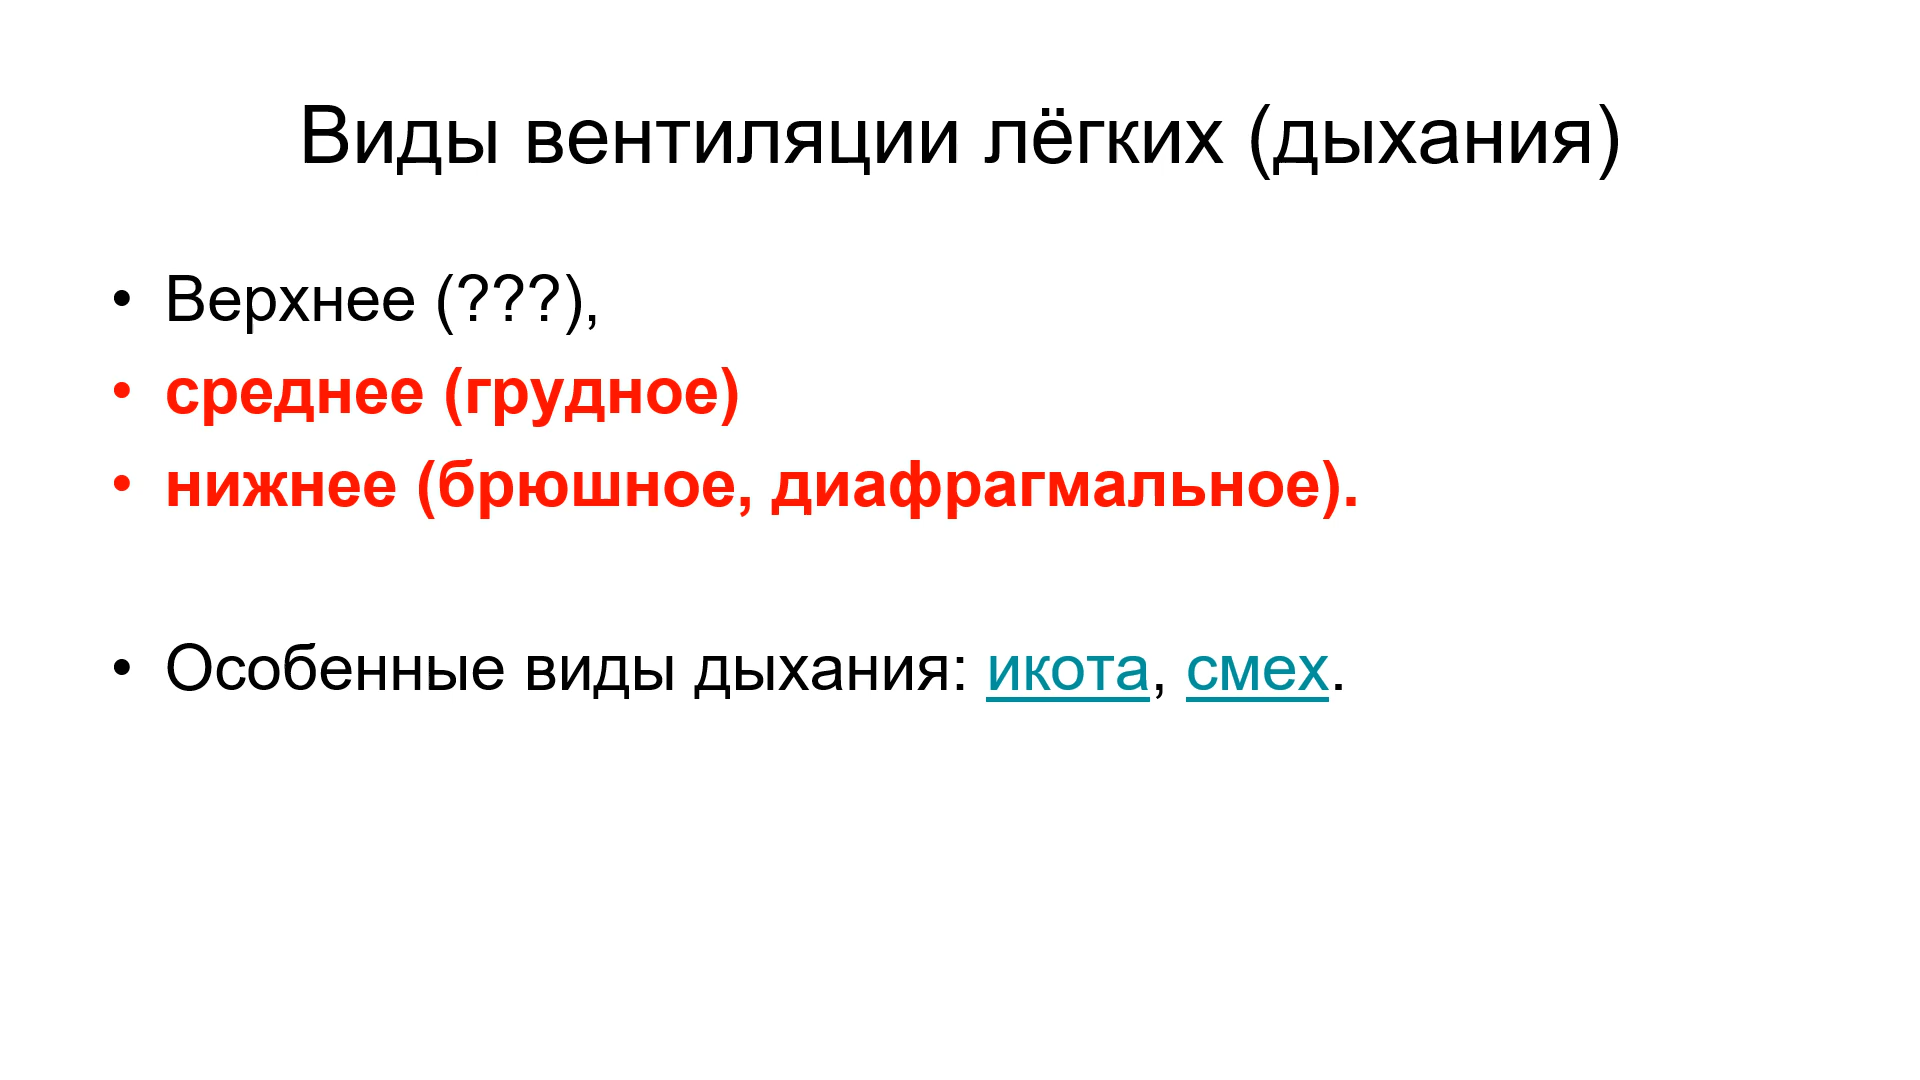 Виды вентиляции лёгких (дыхания)
• Верхнее (???),
• среднее (грудное)
• нижнее (брюшное, диафрагмальное).
• Особенные виды дыхания: икота, смех.